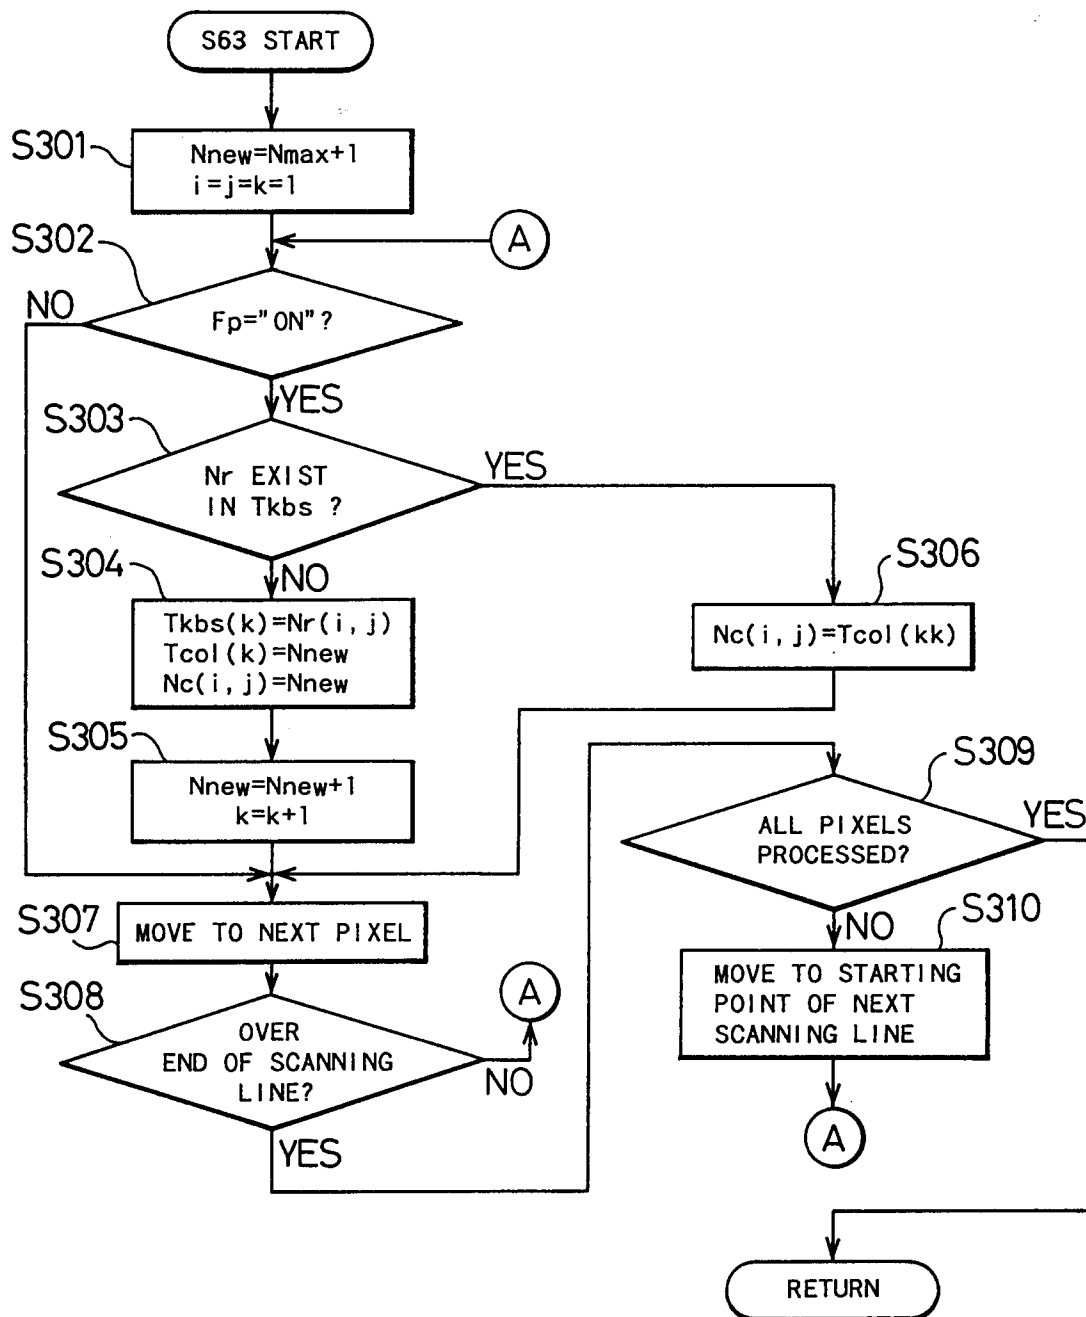 S63 START
S301
Nnew=Nmax+1
i=j=k=1
S302
A
NO
Fp="ON"?
YES
S303
Nr EXIST
IN Tkbs ?
YES
S304
NO
Tkbs(k)=Nr(i,j)
Tcol(k)=Nnew
Nc(i,j)=Nnew
S306
Nc(i,j)=Tcol(kk)
S305
Nnew=Nnew+1
k=k+1
S309
ALL PIXELS
PROCESSED?
YES
S307
MOVE TO NEXT PIXEL
NO
S310
MOVE TO STARTING
POINT OF NEXT
SCANNING LINE
S308
OVER
END OF SCANNING
LINE?
A
NO
YES
A
RETURN